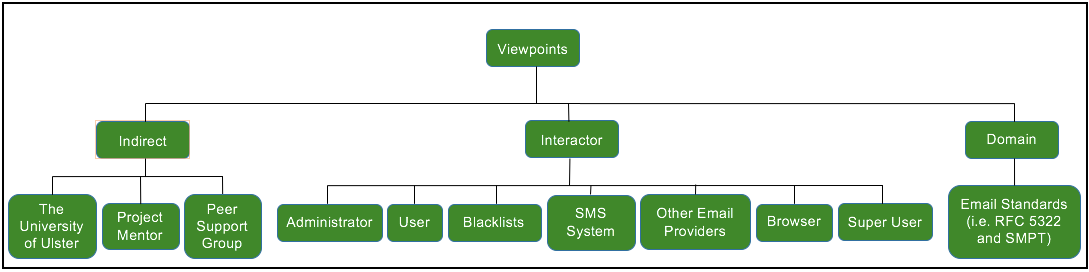 Viewpoints
Indirect
Interactor
Domain
The
University
of Ulster
Project
Mentor
Peer
Support
Group
Administrator
User
Blacklists
SMS
System
Other Email
Providers
Browser
Super User
Email Standards
(i.e. RFC 5322
and SMPT)